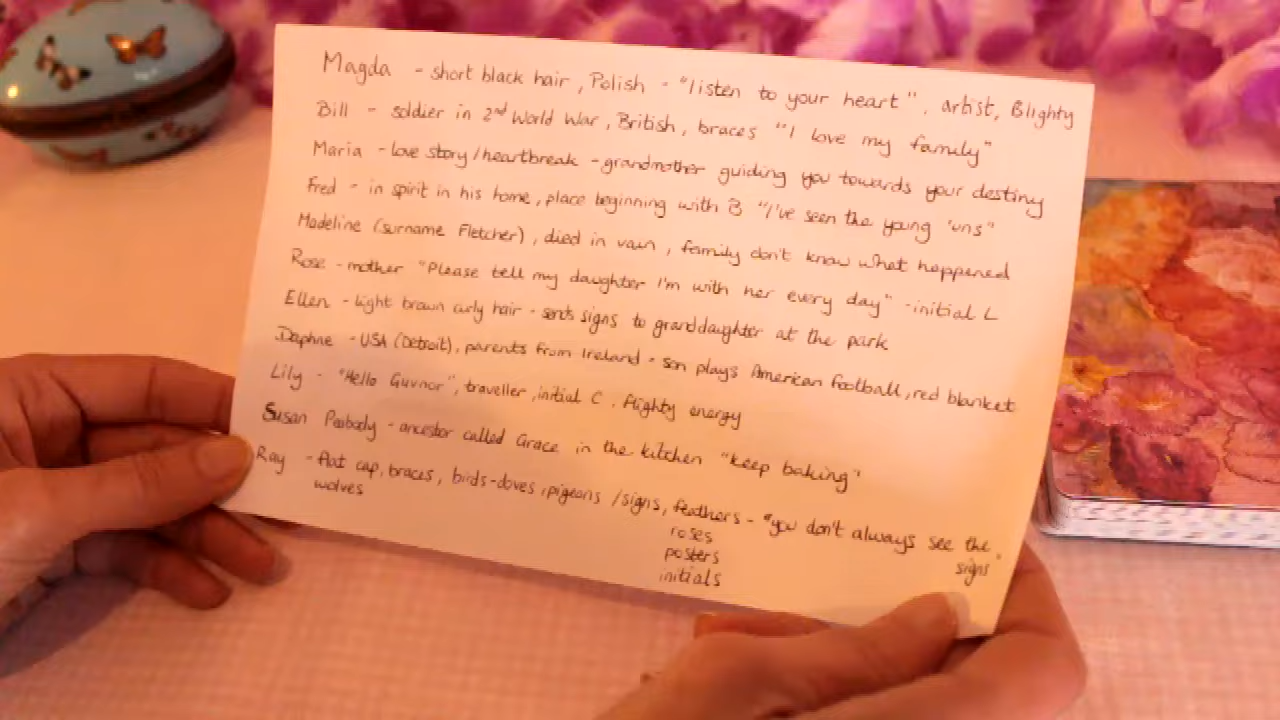 Magda - short black hair, Polish - "listen to your heart", artist, Blighty
Bill - soldier in 2nd World War, British, braces "I love my family"
Maria - love story/heartbreak - grandmother guiding you towards your destiny
Fred - in spirit in his home, place beginning with B "I've seen the young 'uns"
Madeline (surname Fletcher), died in vain, family don't know what happened
Rose - mother "Please tell my daughter I'm with her every day" - initial L
Ellen - light brown curly hair - sends signs to granddaughter at the park
Daphne - USA (Detroit), parents from Ireland - son plays American football, red blanket
Lily - "Hello Guvnor", traveller, initial C. flighty energy
Susan Peabody - ancestor called Grace in the kitchen "keep baking"
Ray - flat cap, braces, birds-doves, pigeons /signs, feathers - "you don't always see the
wolves
roses
signs"
posters
initials